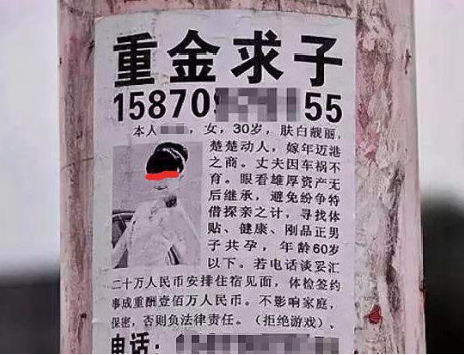 重金求子
15870 55
本人 ，女，30岁，肤白靓丽，
楚楚动人，嫁年迈港
之商。丈夫因车祸不
育。眼看雄厚资产无
后继承，避免纷争特
借探亲之计，寻找体
贴、健康、刚品正男
子共孕，年龄60岁
以下。若电话谈妥汇
二十万人民币安排住宿见面，体检签约
事成重酬壹佰万人民币。不影响家庭，
保密，否则负法律责任。（拒绝游戏）。
电话：15